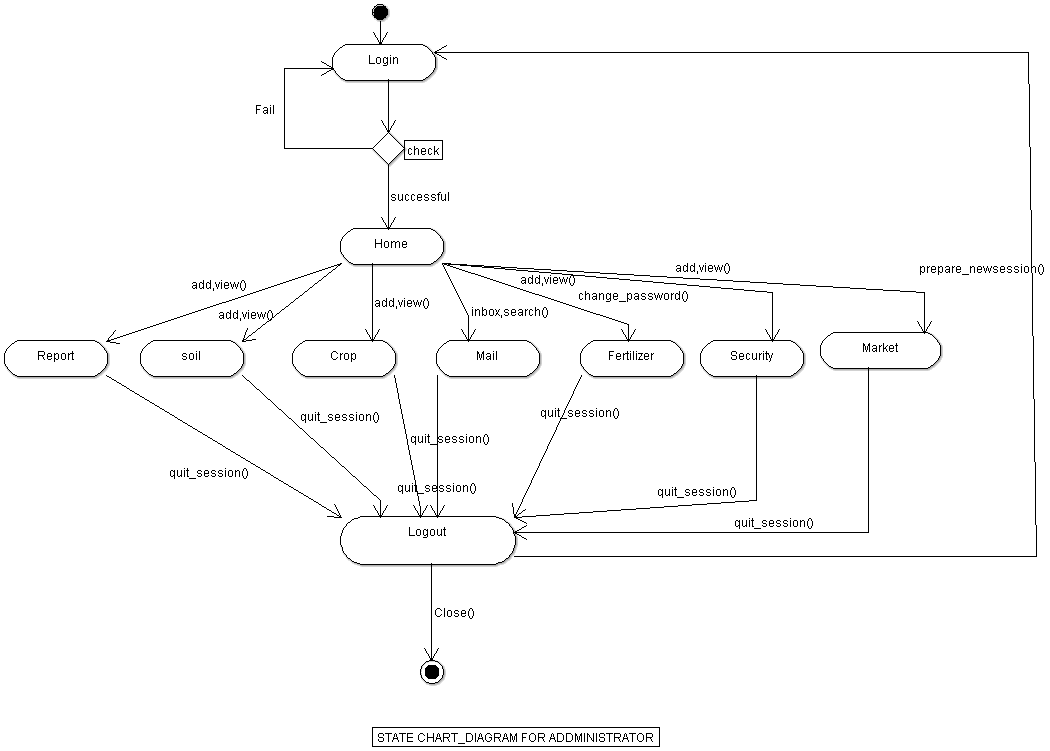 Login
Fail
check
successful
Home
add,view()
prepare_newsession()
add,view()
add,view()
change_password()
add,view()
inbox,search()
add,view()
Report
soil
Crop
Mail
Fertilizer
Security
Market
quit_session()
quit_session()
quit_session()
quit_session()
quit_session()
quit_session()
quit_session()
Logout
Close()
STATE CHART_DIAGRAM FOR ADDMINISTRATOR